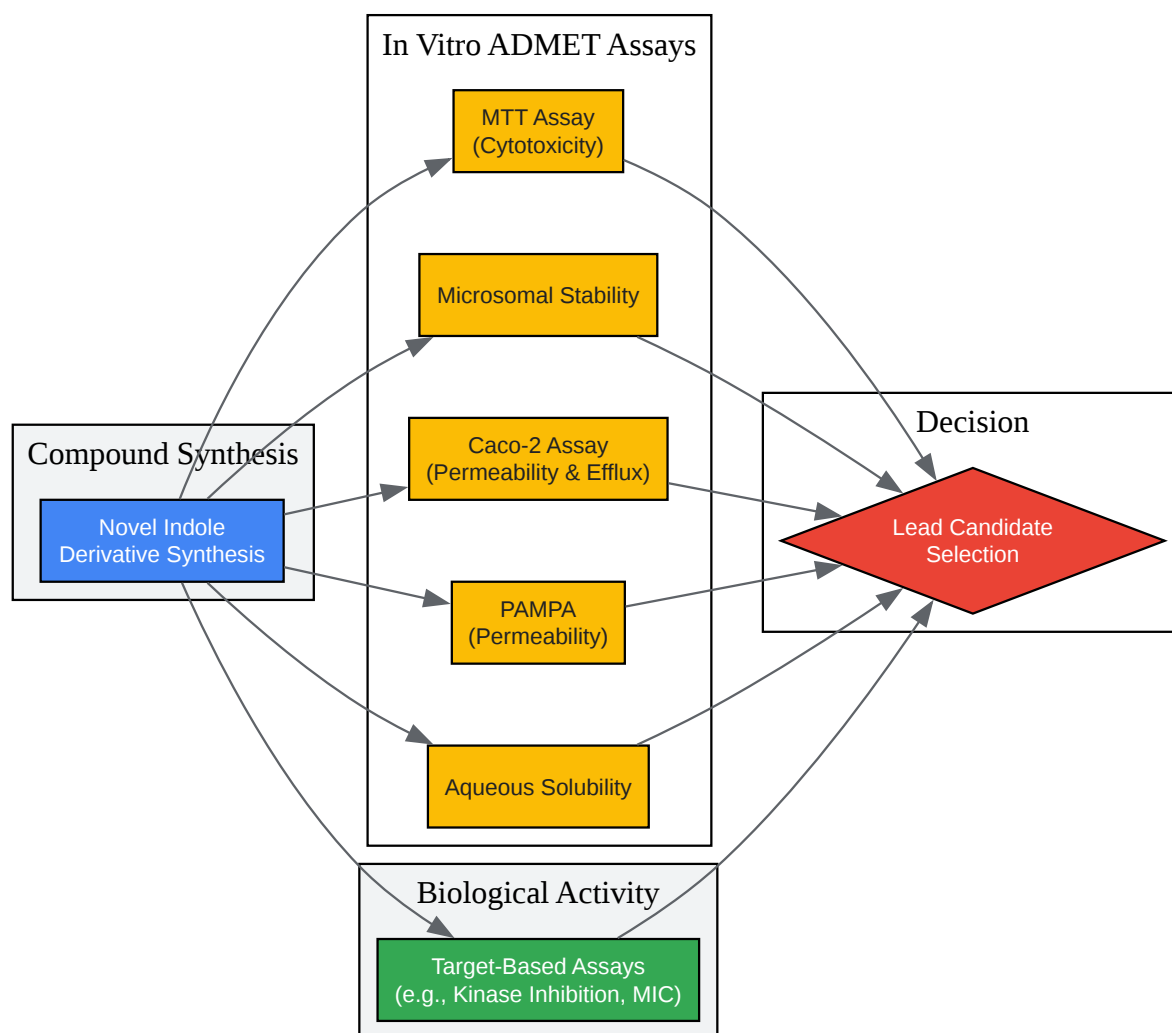 In Vitro ADMET Assays
MTT Assay
(Cytotoxicity)
Microsomal Stability
Caco-2 Assay
(Permeability & Efflux)
PAMPA
(Permeability)
Aqueous Solubility
Compound Synthesis
Novel Indole
Derivative Synthesis
Decision
Lead Candidate
Selection
Biological Activity
Target-Based Assays
(e.g., Kinase Inhibition, MIC)